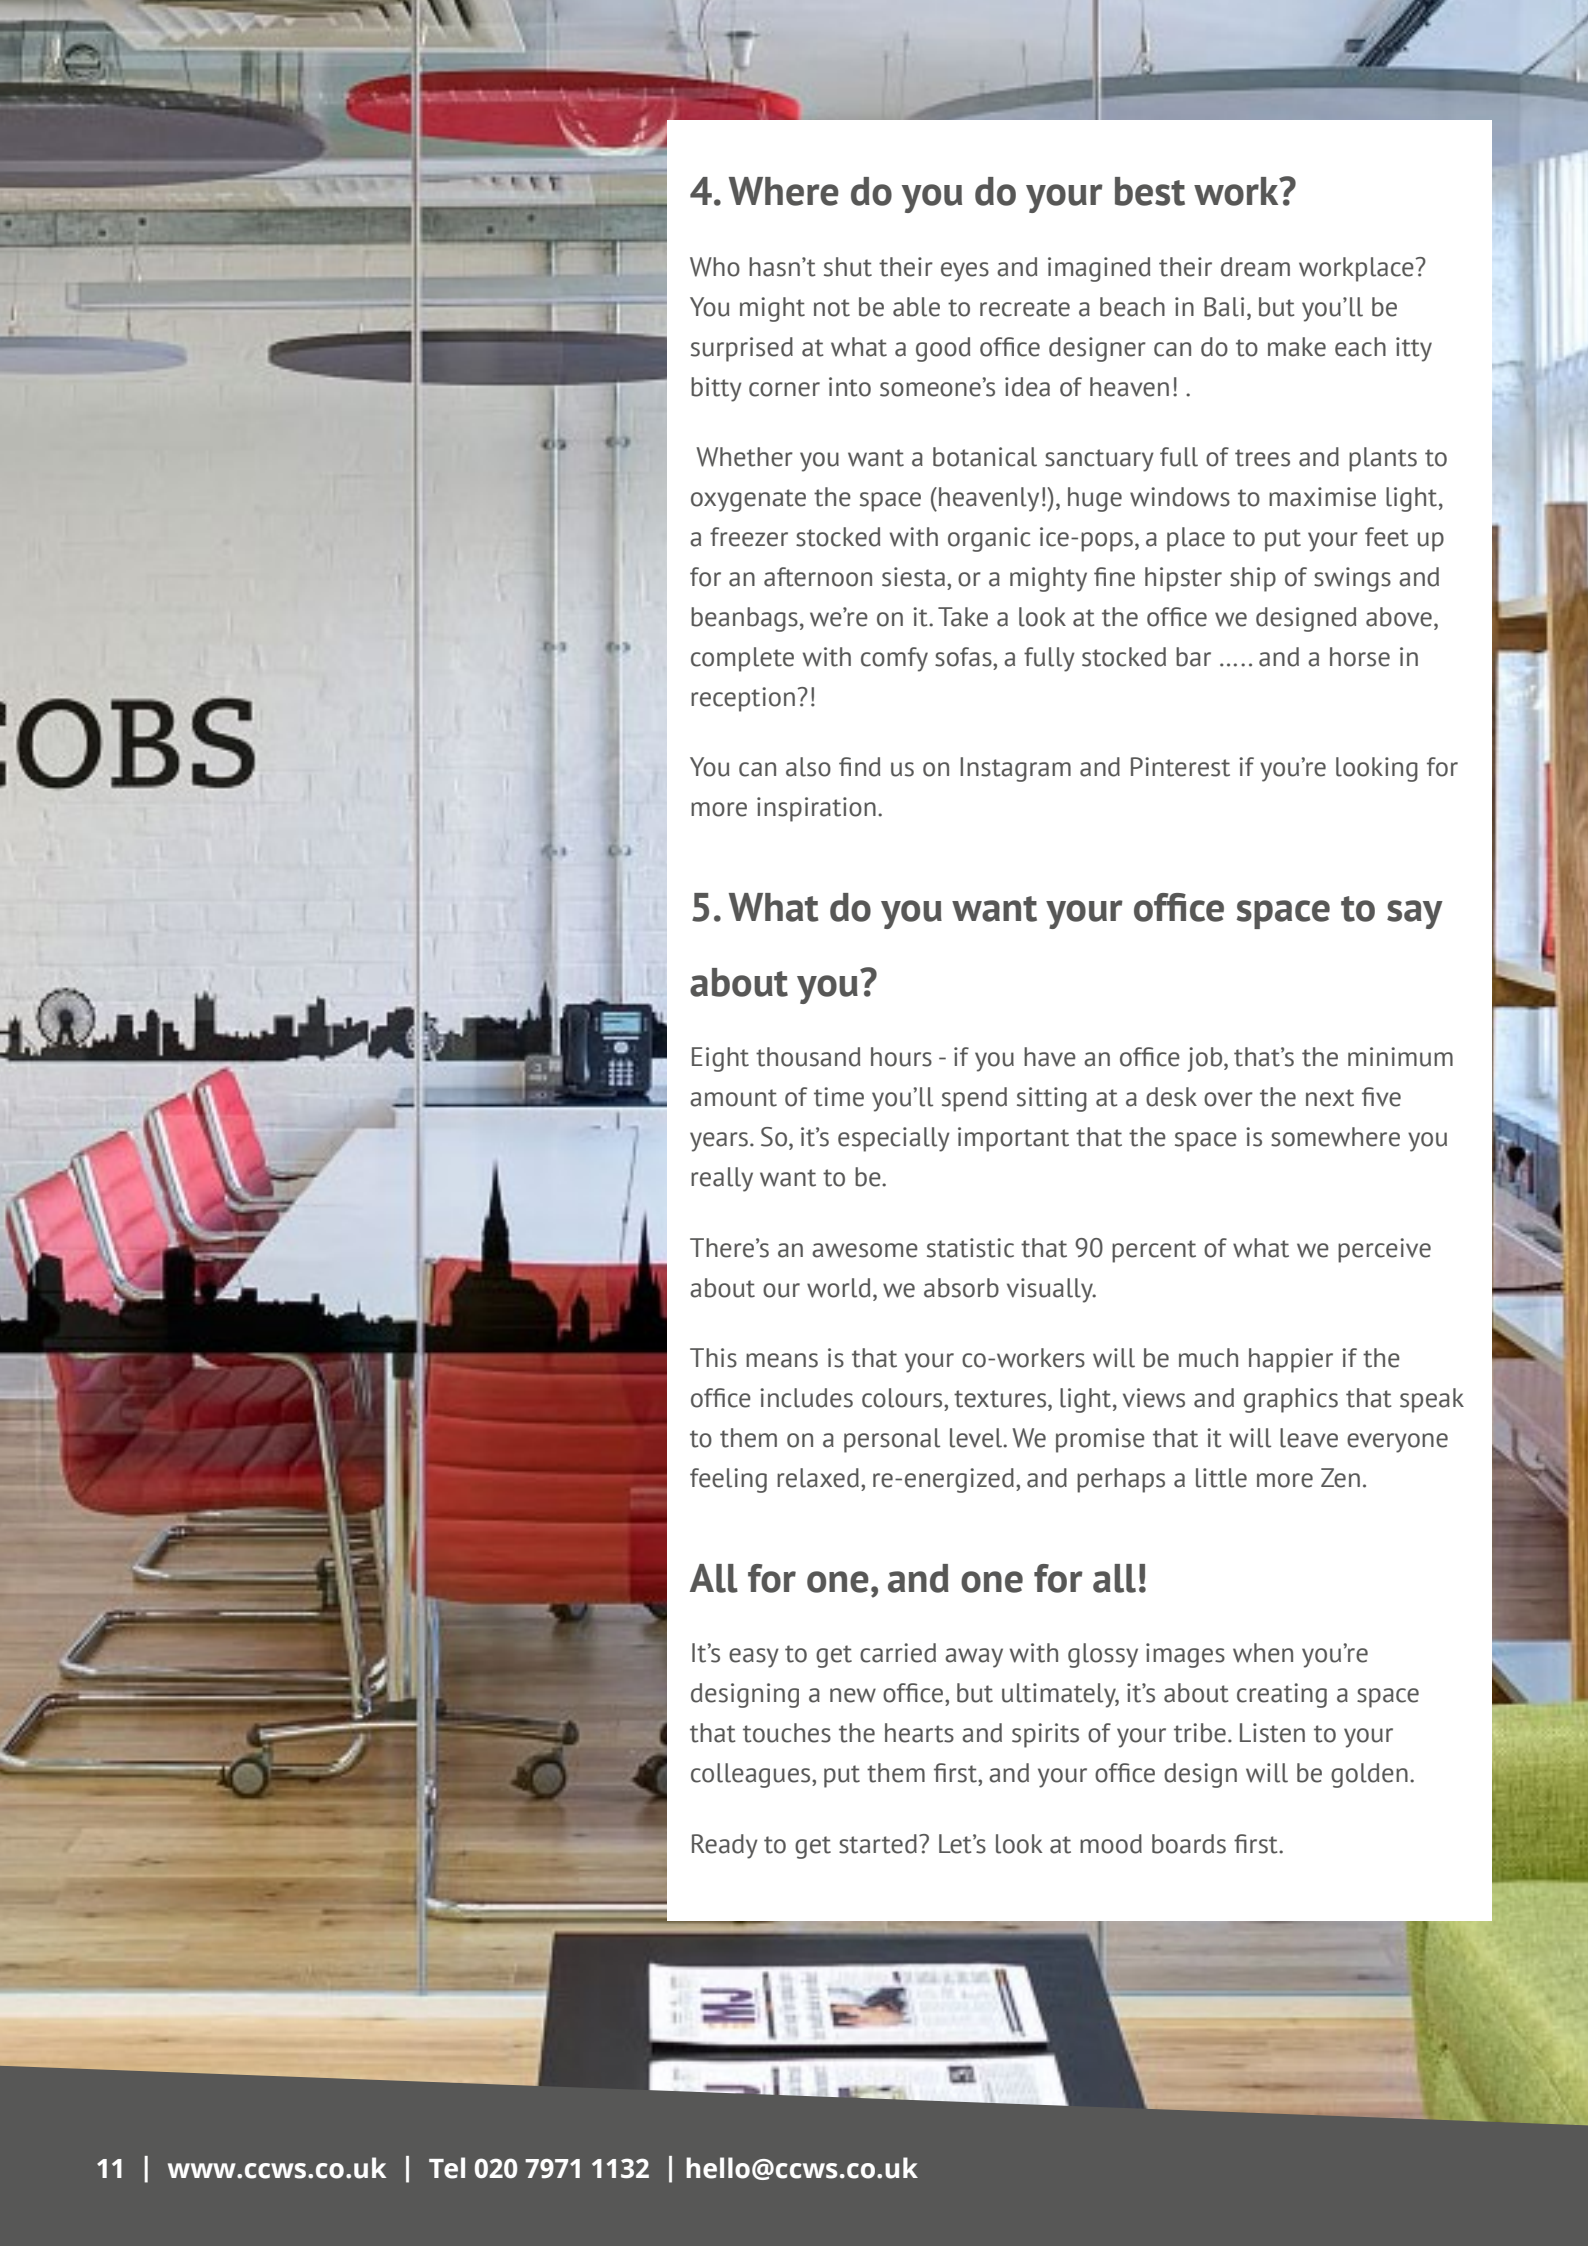 4. Where do you do your best work?
Who hasn’t shut their eyes and imagined their dream workplace?
You might not be able to recreate a beach in Bali, but you’ll be
surprised at what a good office designer can do to make each itty
bitty corner into someone’s idea of heaven! .
Whether you want a botanical sanctuary full of trees and plants to
oxygenate the space (heavenly!), huge windows to maximise light,
a freezer stocked with organic ice-pops, a place to put your feet up
for an afternoon siesta, or a mighty fine hipster ship of swings and
beanbags, we’re on it. Take a look at the office we designed above,
complete with comfy sofas, a fully stocked bar ..... and a horse in
reception?!
You can also find us on Instagram and Pinterest if you’re looking for
more inspiration.
5. What do you want your office space to say
about you?
Eight thousand hours - if you have an office job, that’s the minimum
amount of time you’ll spend sitting at a desk over the next five
years. So, it’s especially important that the space is somewhere you
really want to be.
There’s an awesome statistic that 90 percent of what we perceive
about our world, we absorb visually.
This means is that your co-workers will be much happier if the
office includes colours, textures, light, views and graphics that speak
to them on a personal level. We promise that it will leave everyone
feeling relaxed, re-energized, and perhaps a little more Zen.
All for one, and one for all!
It’s easy to get carried away with glossy images when you’re
designing a new office, but ultimately, it’s about creating a space
that touches the hearts and spirits of your tribe. Listen to your
colleagues, put them first, and your office design will be golden.
Ready to get started? Let’s look at mood boards first.
OBS
MJ
11 | www.ccws.co.uk | Tel 020 7971 1132 | hello@ccws.co.uk